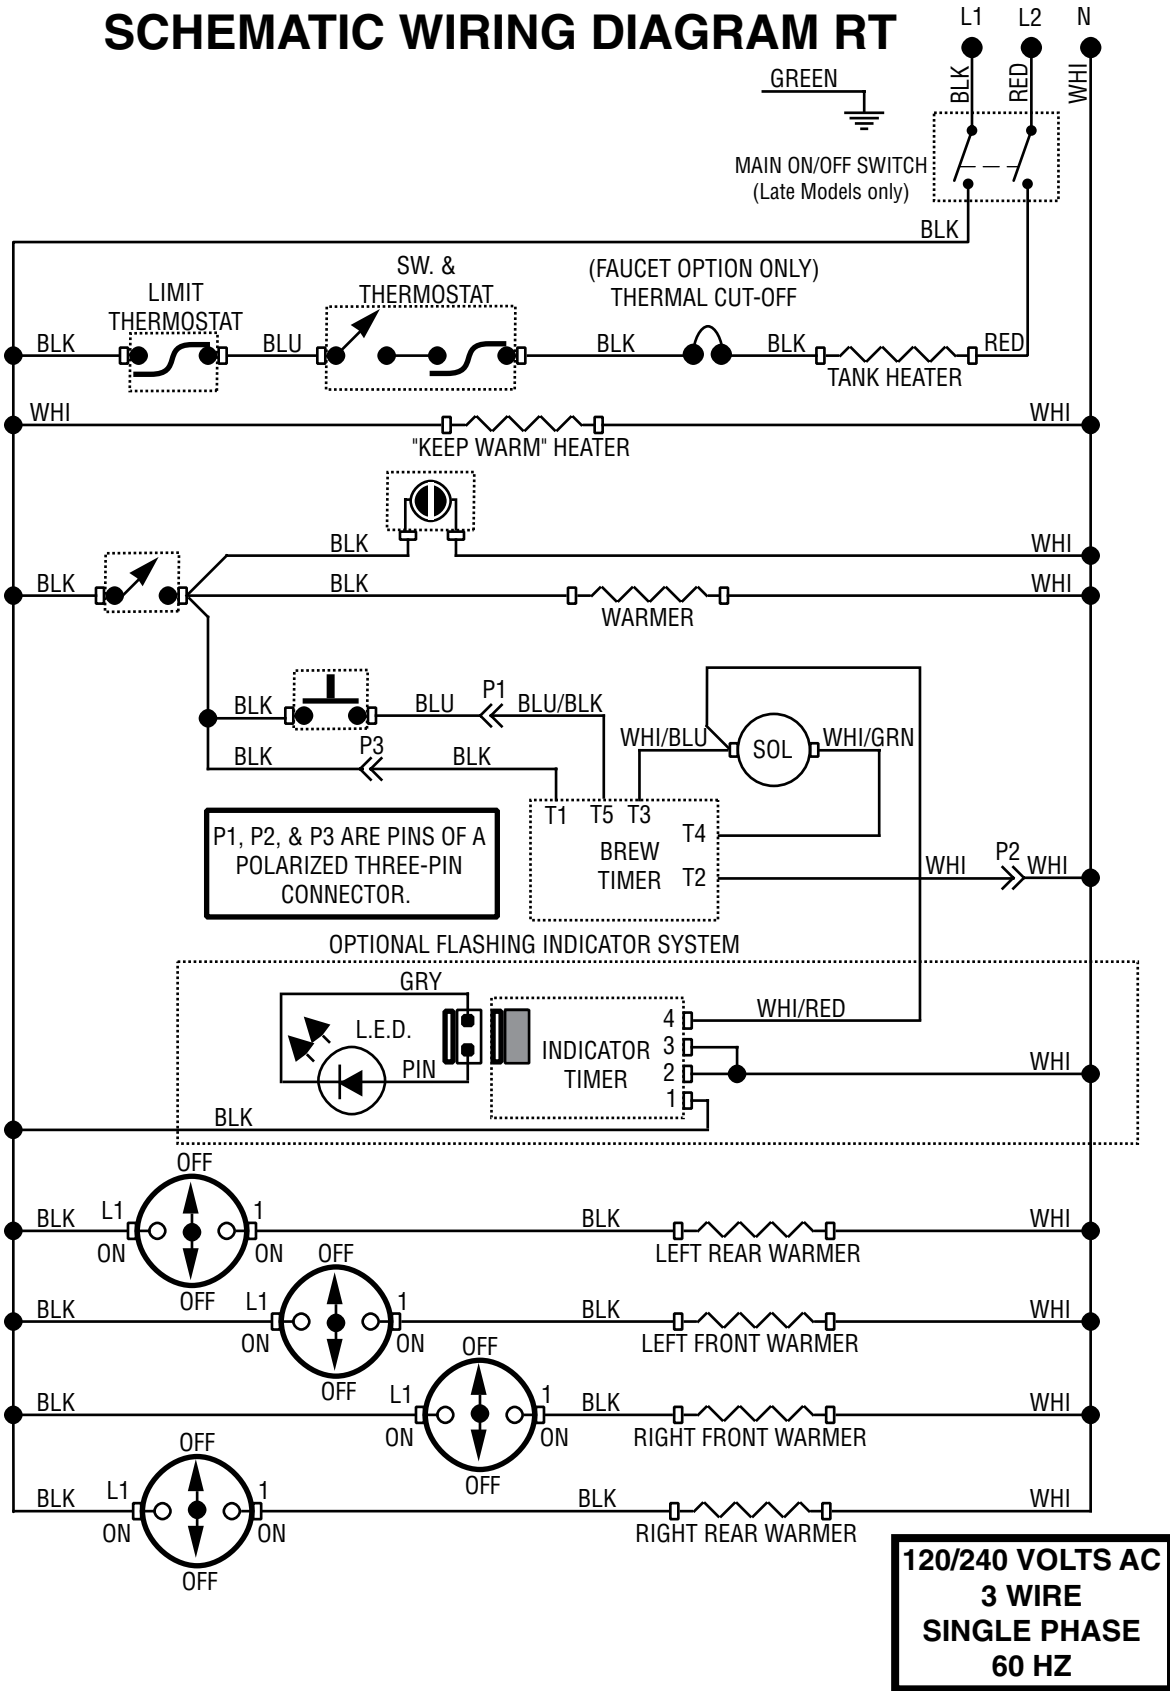 SCHEMATIC WIRING DIAGRAM RT
L1 L2 N
BLK RED WHI
GREEN
MAIN ON/OFF SWITCH
(Late Models only)
BLK
LIMIT
THERMOSTAT
SW. &
THERMOSTAT
(FAUCET OPTION ONLY)
THERMAL CUT-OFF
BLK BLU BLK BLK RED
TANK HEATER
WHI WHI
"KEEP WARM" HEATER
BLK WHI
BLK BLK WHI
WARMER
BLK BLU P1 BLU/BLK
BLK P3 BLK
WHI/BLU SOL WHI/GRN
T1 T5 T3
T4
BREW
TIMER T2
WHI P2 WHI
P1, P2, & P3 ARE PINS OF A
POLARIZED THREE-PIN
CONNECTOR.
OPTIONAL FLASHING INDICATOR SYSTEM
GRY
L.E.D.
PIN
INDICATOR
TIMER
4
3
2
1
WHI/RED
WHI
BLK
OFF
BLK L1 1 BLK WHI
ON ON
LEFT REAR WARMER
OFF
OFF
BLK L1 1 BLK WHI
ON ON
LEFT FRONT WARMER
OFF
OFF
BLK L1 1 BLK WHI
ON ON
RIGHT FRONT WARMER
OFF
OFF
BLK L1 1 BLK WHI
ON ON
RIGHT REAR WARMER
OFF
120/240 VOLTS AC
3 WIRE
SINGLE PHASE
60 HZ